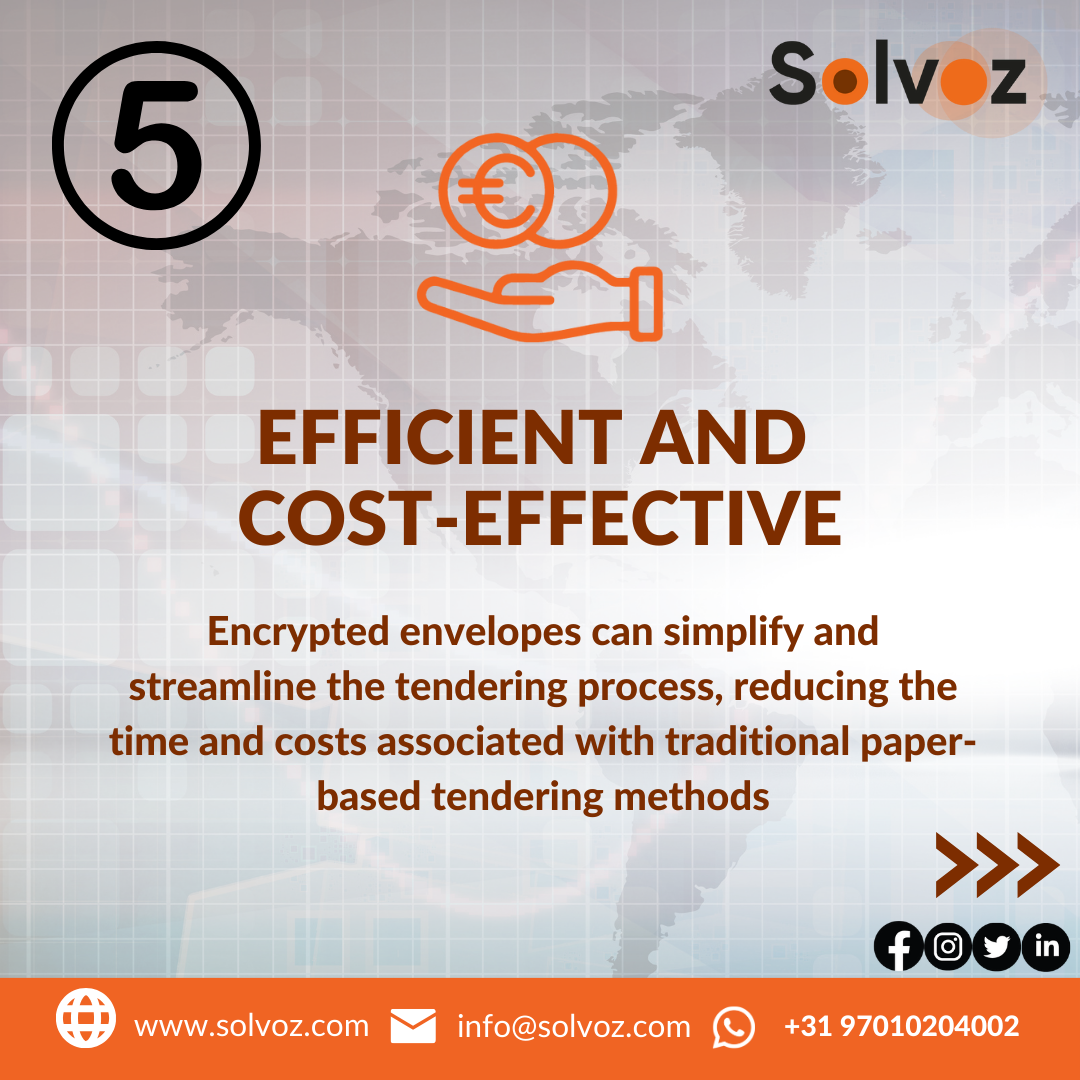 5
Solvoz
€
EFFICIENT AND
COST-EFFECTIVE
Encrypted envelopes can simplify and
streamline the tendering process, reducing the
time and costs associated with traditional paper-
based tendering methods
f
in
www.solvoz.com
info@solvoz.com
+31 97010204002